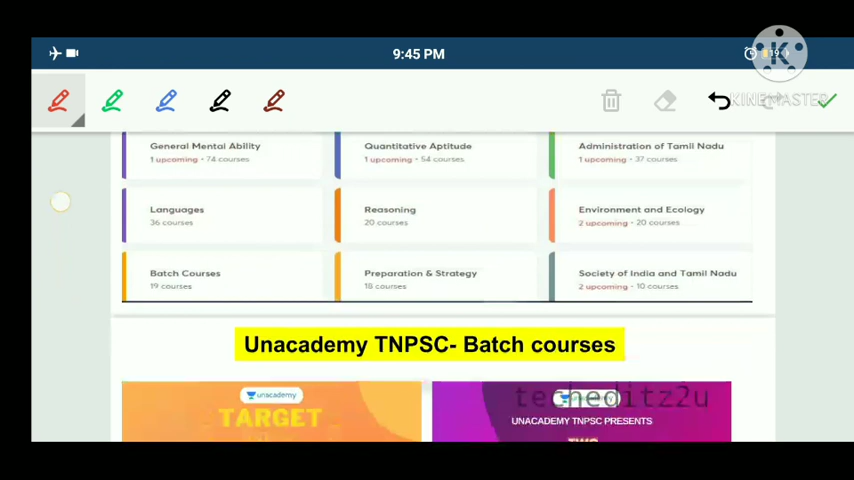 9:45 PM
19
K
KINEMASTER
General Mental Ability
1 upcoming • 74 courses
Quantitative Aptitude
1 upcoming • 54 courses
Administration of Tamil Nadu
1 upcoming • 37 courses
Languages
36 courses
Reasoning
20 courses
Environment and Ecology
2 upcoming • 20 courses
Batch Courses
19 courses
Preparation & Strategy
18 courses
Society of India and Tamil Nadu
2 upcoming • 10 courses
Unacademy TNPSC- Batch courses
unacademy
techeditz2u
TARGET
UNACADEMY TNPSC PRESENTS
TWO